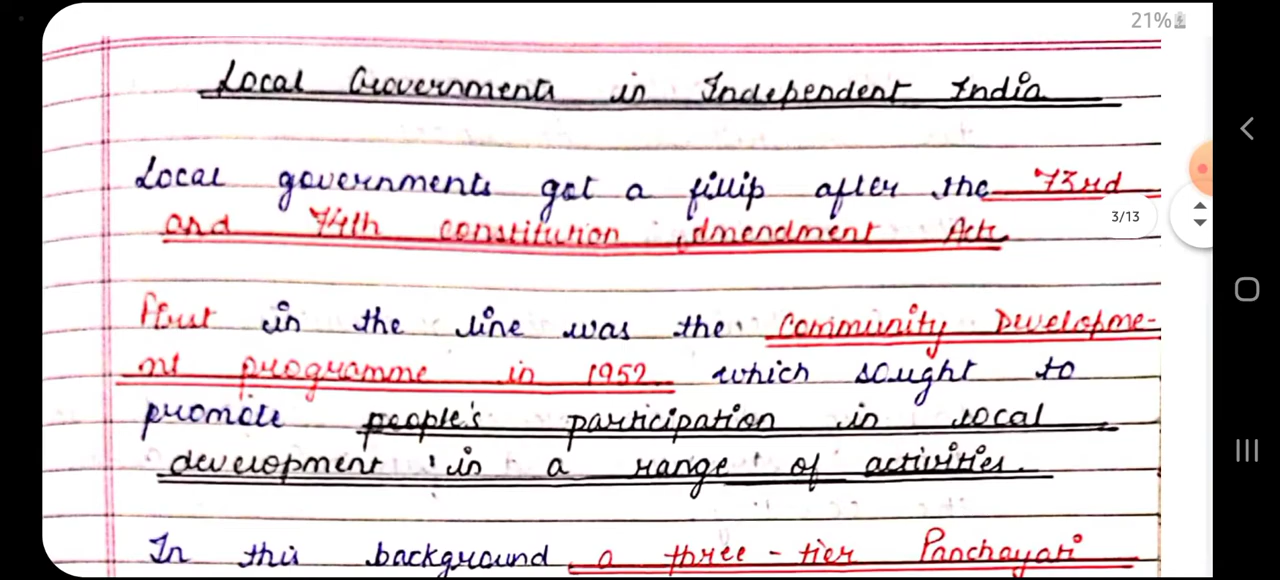 21%
Local Governments in Independent India
Local governments got a fillip after the 73rd
and 74th constitution Amendment Acts
3/13
First in the line was the Community Developme-
nt programme in 1952 which sought to
promote people's participation in local
development in a range of activities.
In this background a three-tier Panchayati